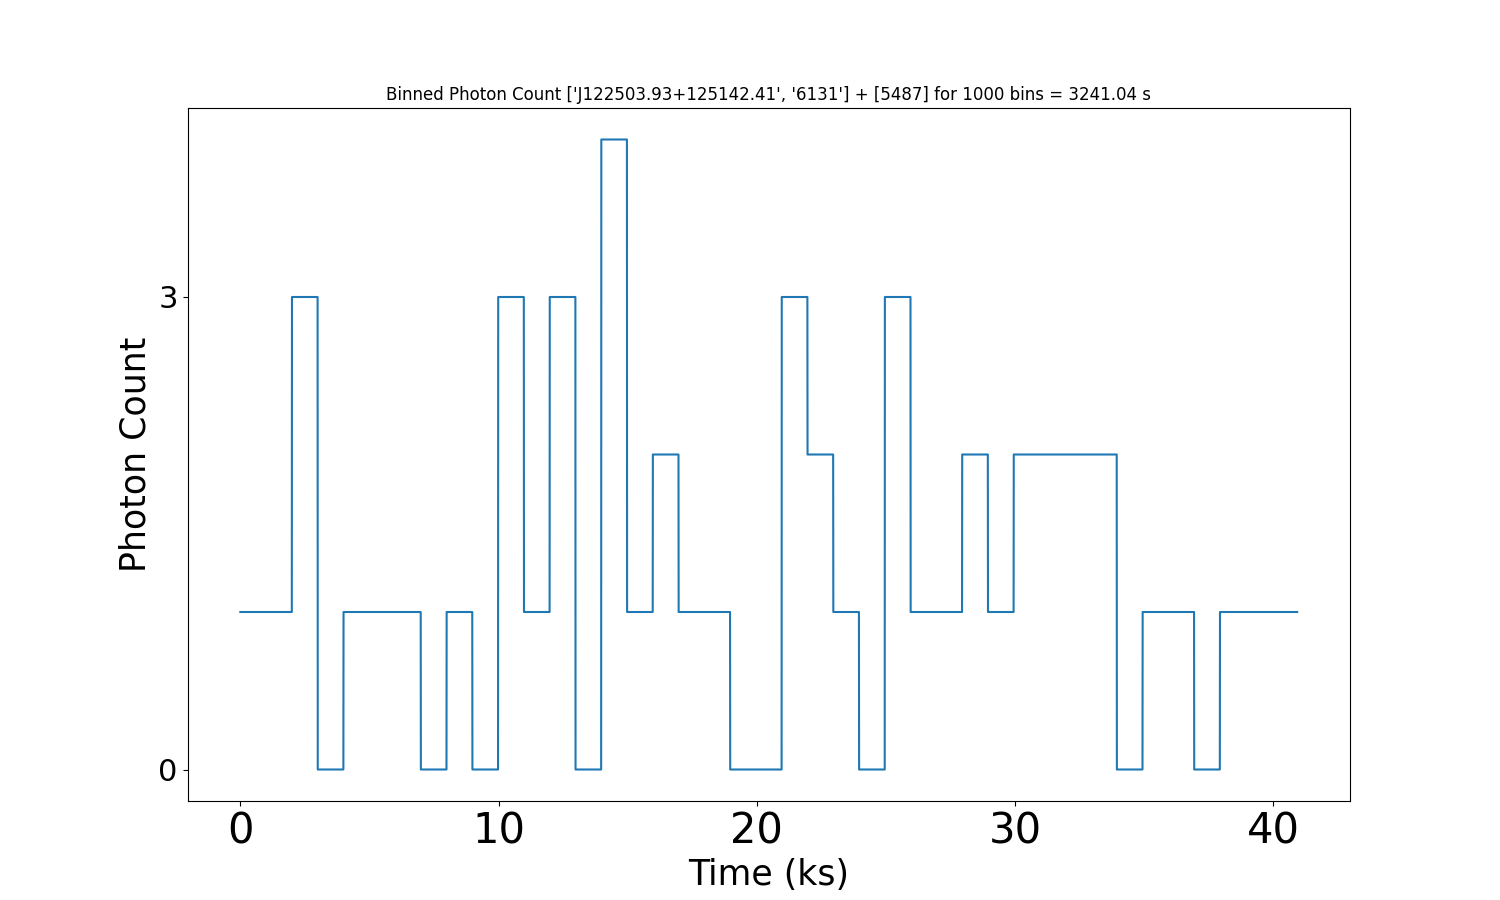 Binned Photon Count ['J122503.93+125142.41', '6131'] + [5487] for 1000 bins = 3241.04 s
Photon Count
3
0
0 10 20 30 40
Time (ks)